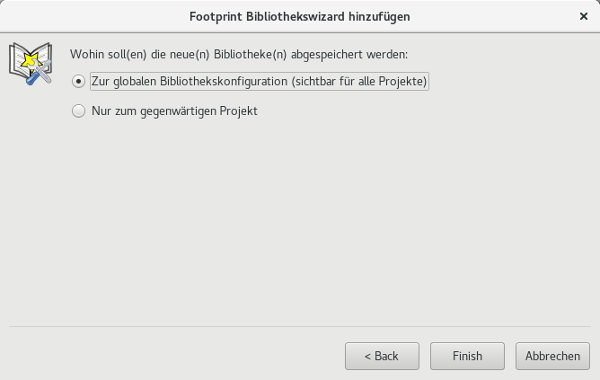 Footprint Bibliothekswizard hinzufügen
Wohin soll(en) die neue(n) Bibliotheke(n) abgespeichert werden:
Zur globalen Bibliothekskonfiguration (sichtbar für alle Projekte)
Nur zum gegenwärtigen Projekt
< Back Finish Abbrechen